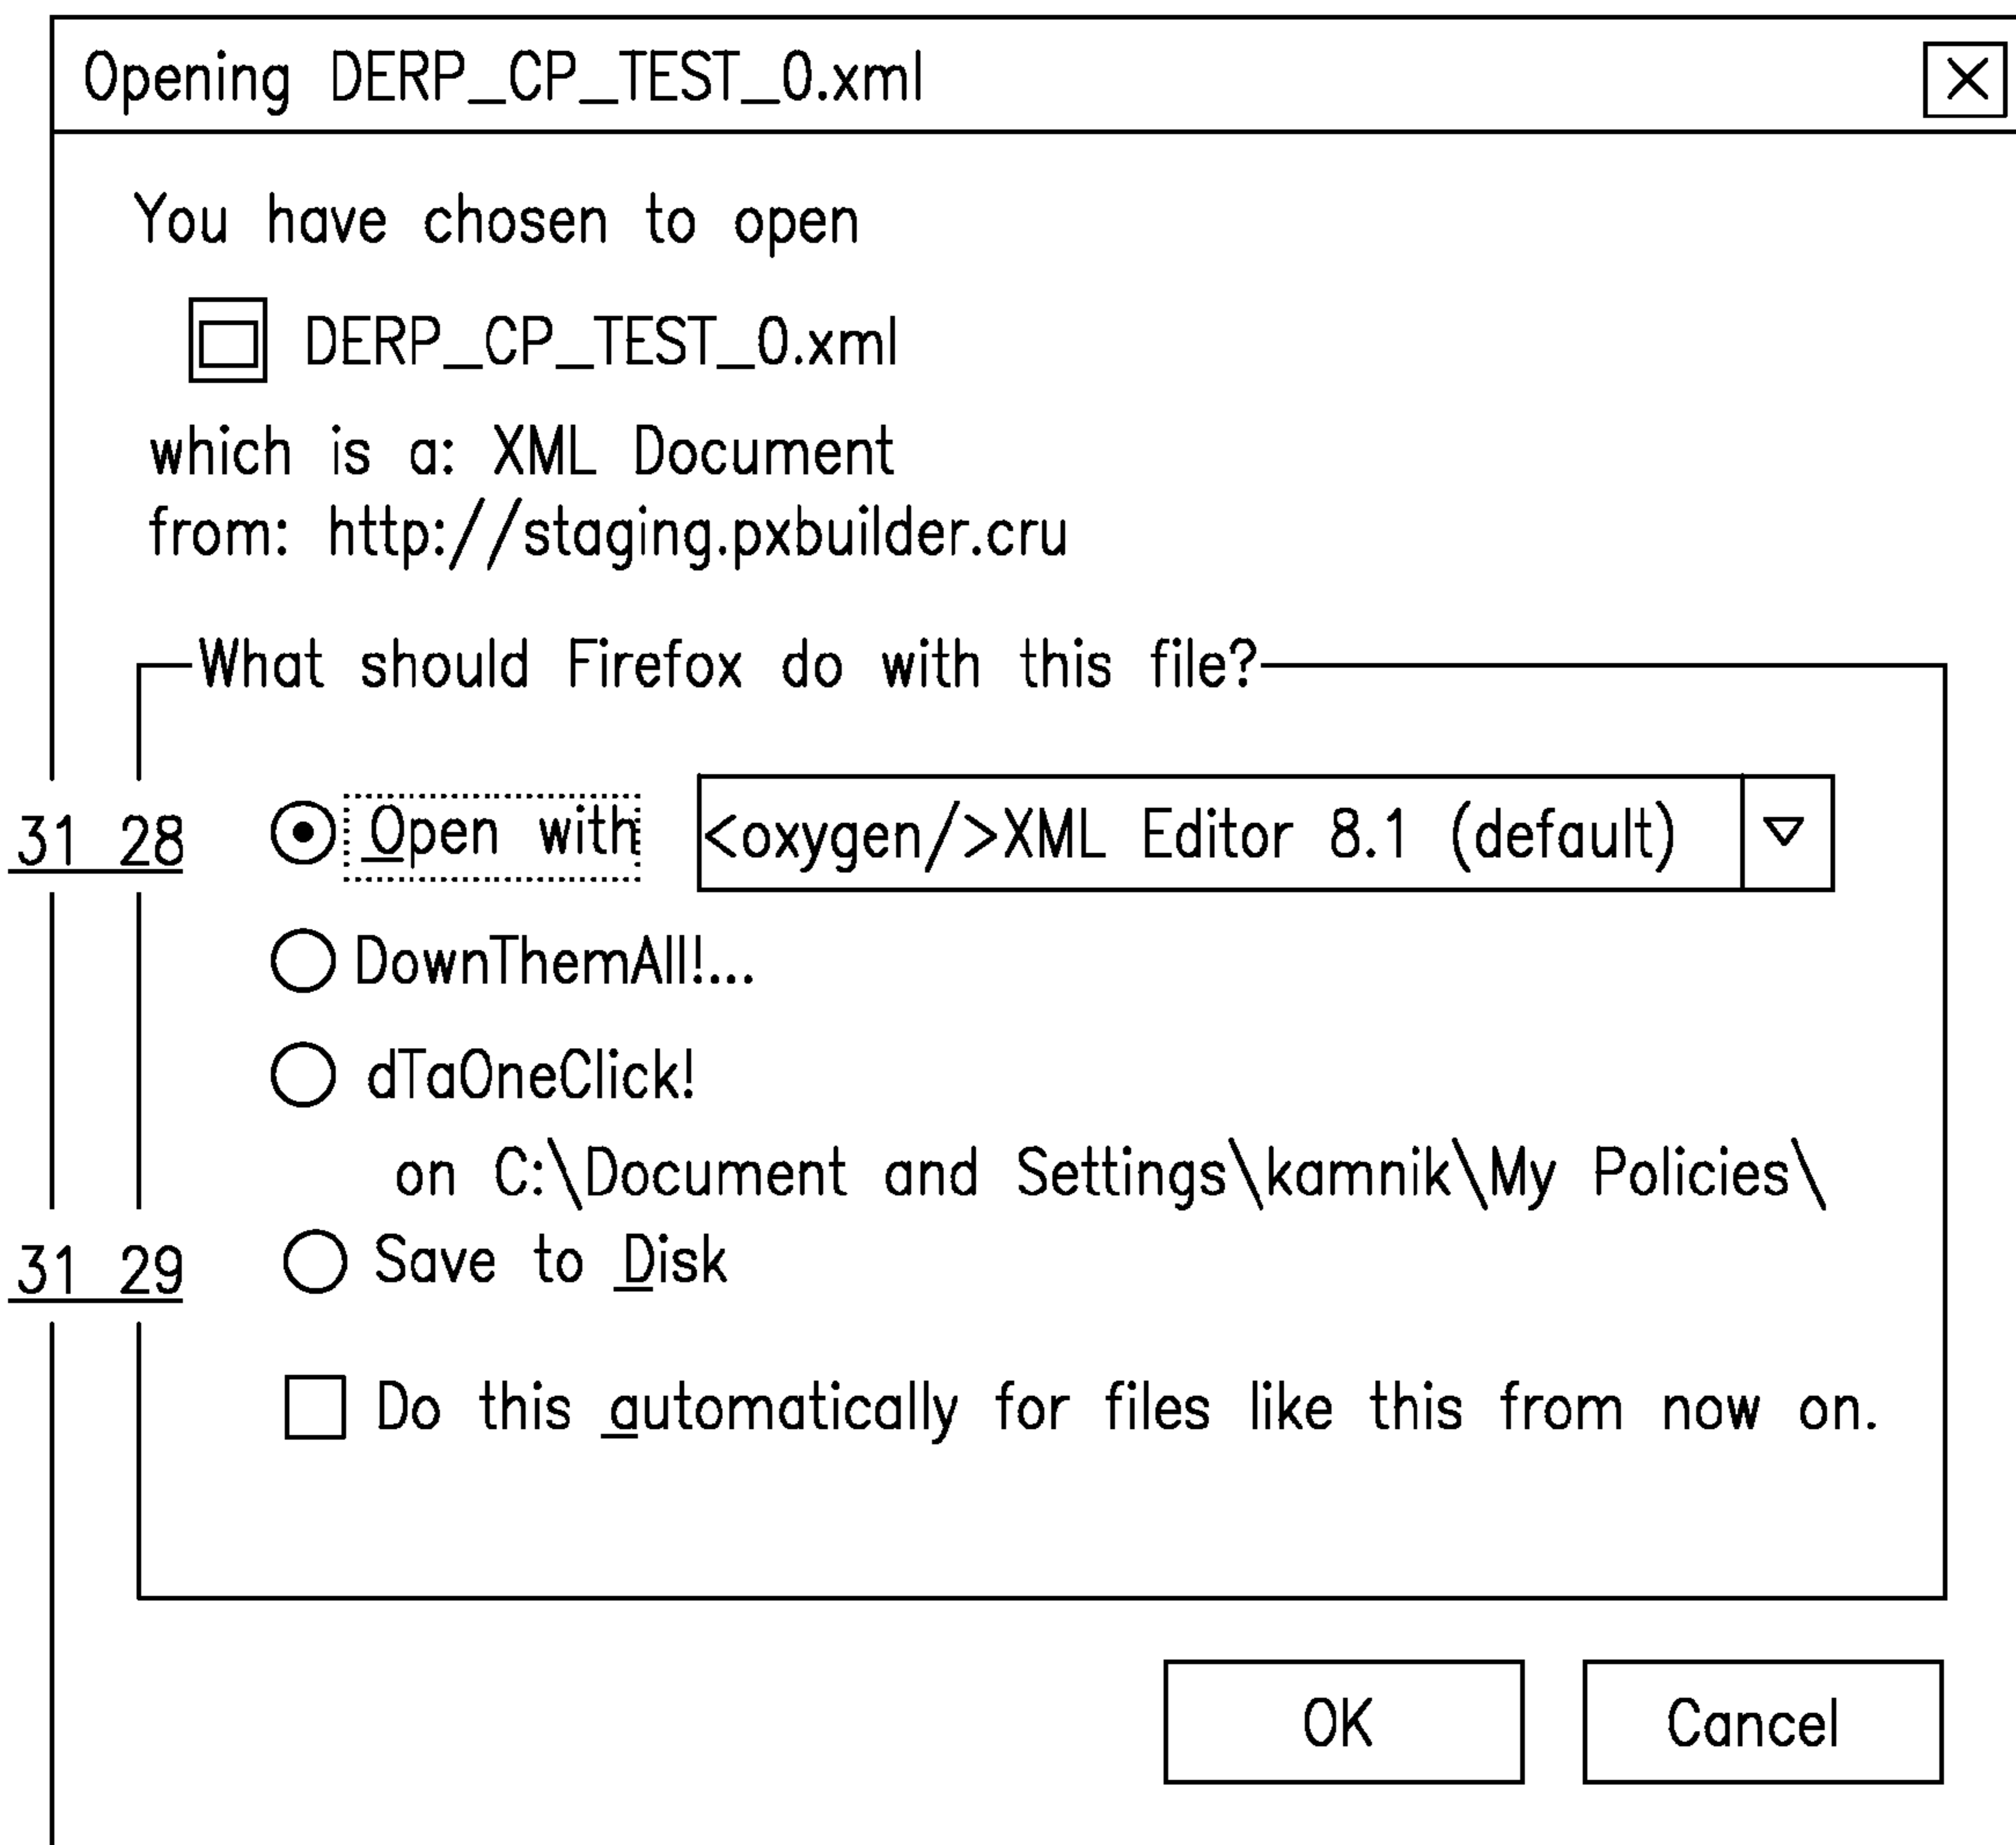 Opening DERP_CP_TEST_0.xml
You have chosen to open
DERP_CP_TEST_0.xml
which is a: XML Document
from: http://staging.pxbuilder.cru
What should Firefox do with this file?
31 28 Open with <oxygen/>XML Editor 8.1 (default)
DownThemAll!...
dTaOneClick!
on C:\Document and Settings\kamnik\My Policies\
31 29 Save to Disk
Do this automatically for files like this from now on.
OK Cancel